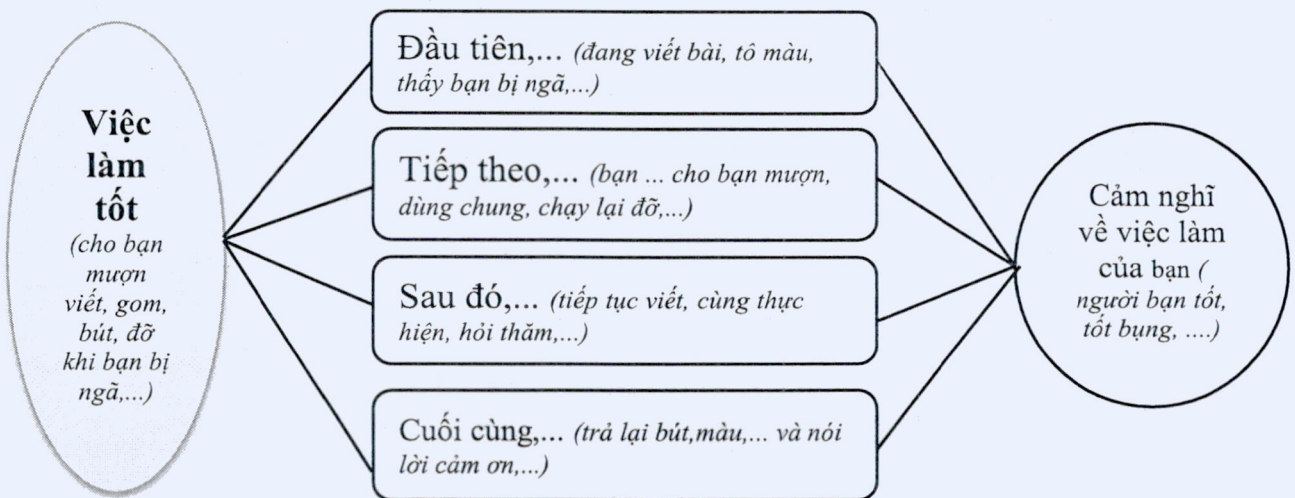 Việc
làm
tốt
(cho bạn
mượn
viết, gom,
bút, đỡ
khi bạn bị
ngã,...)
Đầu tiên,... (đang viết bài, tô màu,
thấy bạn bị ngã,...)
Tiếp theo,... (bạn ... cho bạn mượn,
dùng chung, chạy lại đỡ,...)
Sau đó,... (tiếp tục viết, cùng thực
hiện, hỏi thăm,...)
Cuối cùng,... (trả lại bút,màu,... và nói
lời cảm ơn,...)
Cảm nghĩ
về việc làm
của bạn (
người bạn tốt,
tốt bụng, ....)